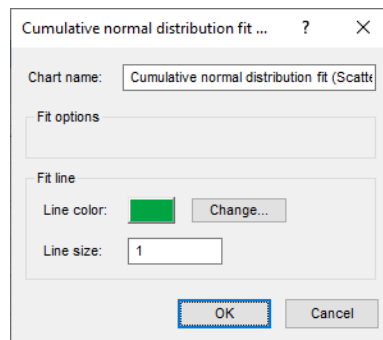 Cumulative normal distribution fit ... ?
Chart name: Cumulative normal distribution fit (Scatte
Fit options
Fit line
Line color: Change...
Line size: 1
OK Cancel